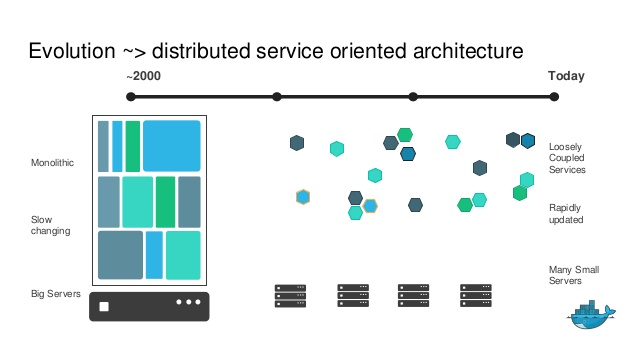 Evolution ~> distributed service oriented architecture
~2000
Today
Monolithic
Slow
changing
Big Servers
Loosely
Coupled
Services
Rapidly
updated
Many Small
Servers